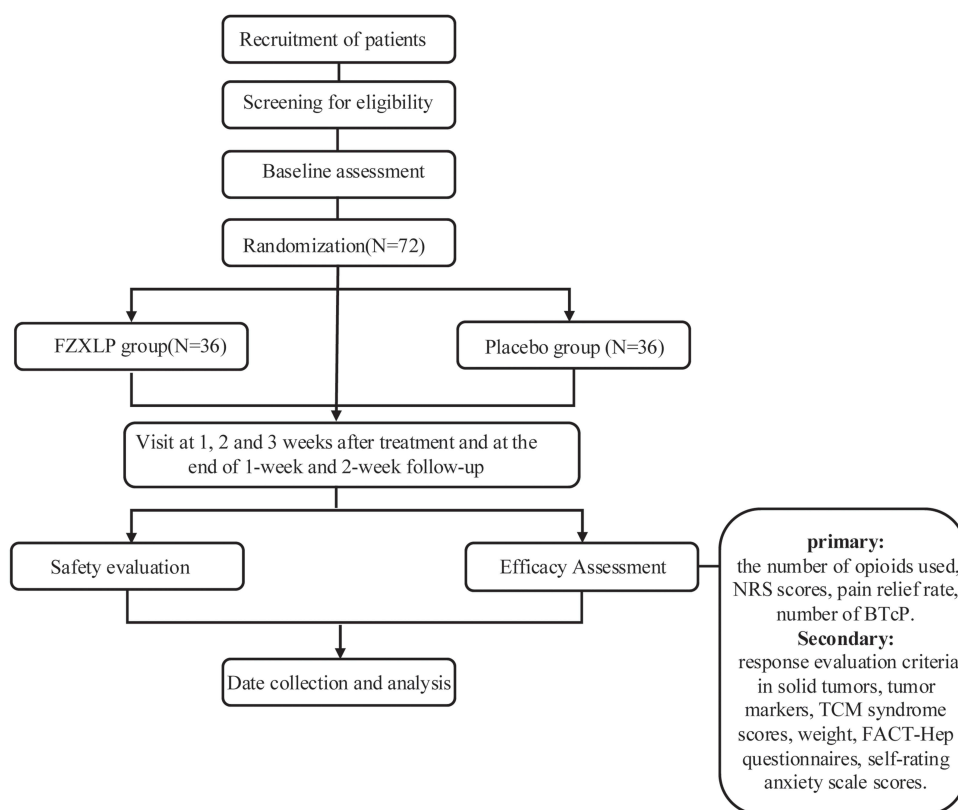 Recruitment of patients
Screening for eligibility
Baseline assessment
Randomization(N=72)
FZXLP group(N=36)
Placebo group (N=36)
Visit at 1, 2 and 3 weeks after treatment and at the
end of 1-week and 2-week follow-up
Safety evaluation
Efficacy Assessment
primary:
the number of opioids used,
NRS scores, pain relief rate,
number of BTcP.
Secondary:
response evaluation criteria
in solid tumors, tumor
markers, TCM syndrome
scores, weight, FACT-Hep
questionnaires, self-rating
anxiety scale scores.
Date collection and analysis